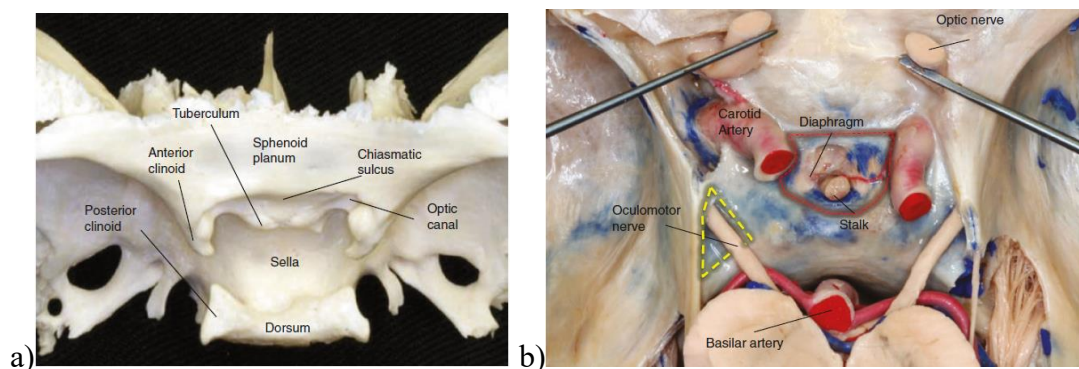 Tuberculum
Sphenoid
planum
Anterior
clinoid
Chiasmatic
sulcus
Posterior
clinoid
Optic
canal
Sella
Dorsum
a)
Optic nerve
Carotid
Artery
Diaphragm
Oculomotor
nerve
Stalk
Basilar artery
b)